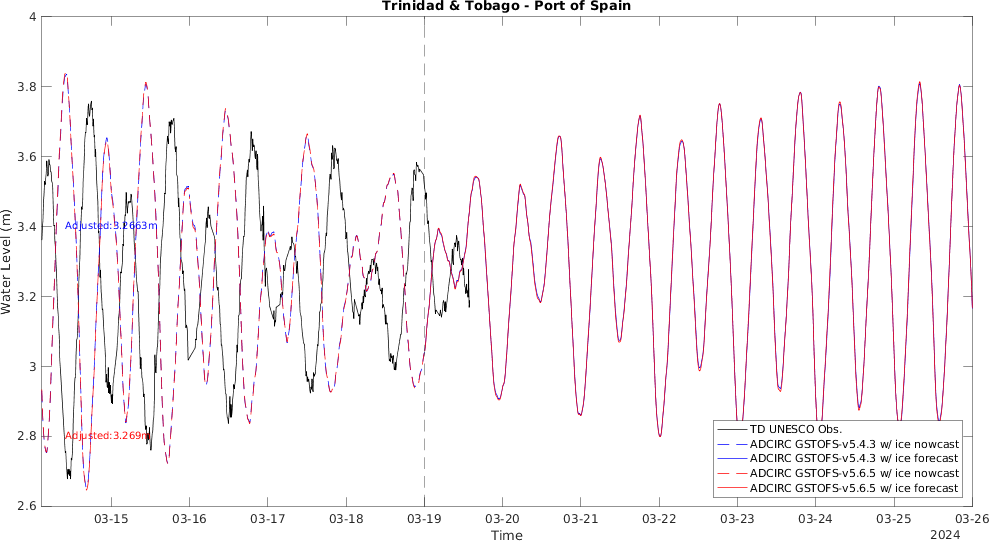 Trinidad & Tobago - Port of Spain
4
3.8
3.6
3.4
3.2
3
2.8
2.6
Water Level (m)
Adjusted:3.2663m
Adjusted:3.269m
TD UNESCO Obs.
ADCIRC GSTOFS-v5.4.3 w/ ice nowcast
ADCIRC GSTOFS-v5.4.3 w/ ice forecast
ADCIRC GSTOFS-v5.6.5 w/ ice nowcast
ADCIRC GSTOFS-v5.6.5 w/ ice forecast
03-15 03-16 03-17 03-18 03-19 03-20 03-21 03-22 03-23 03-24 03-25 03-26
Time
2024